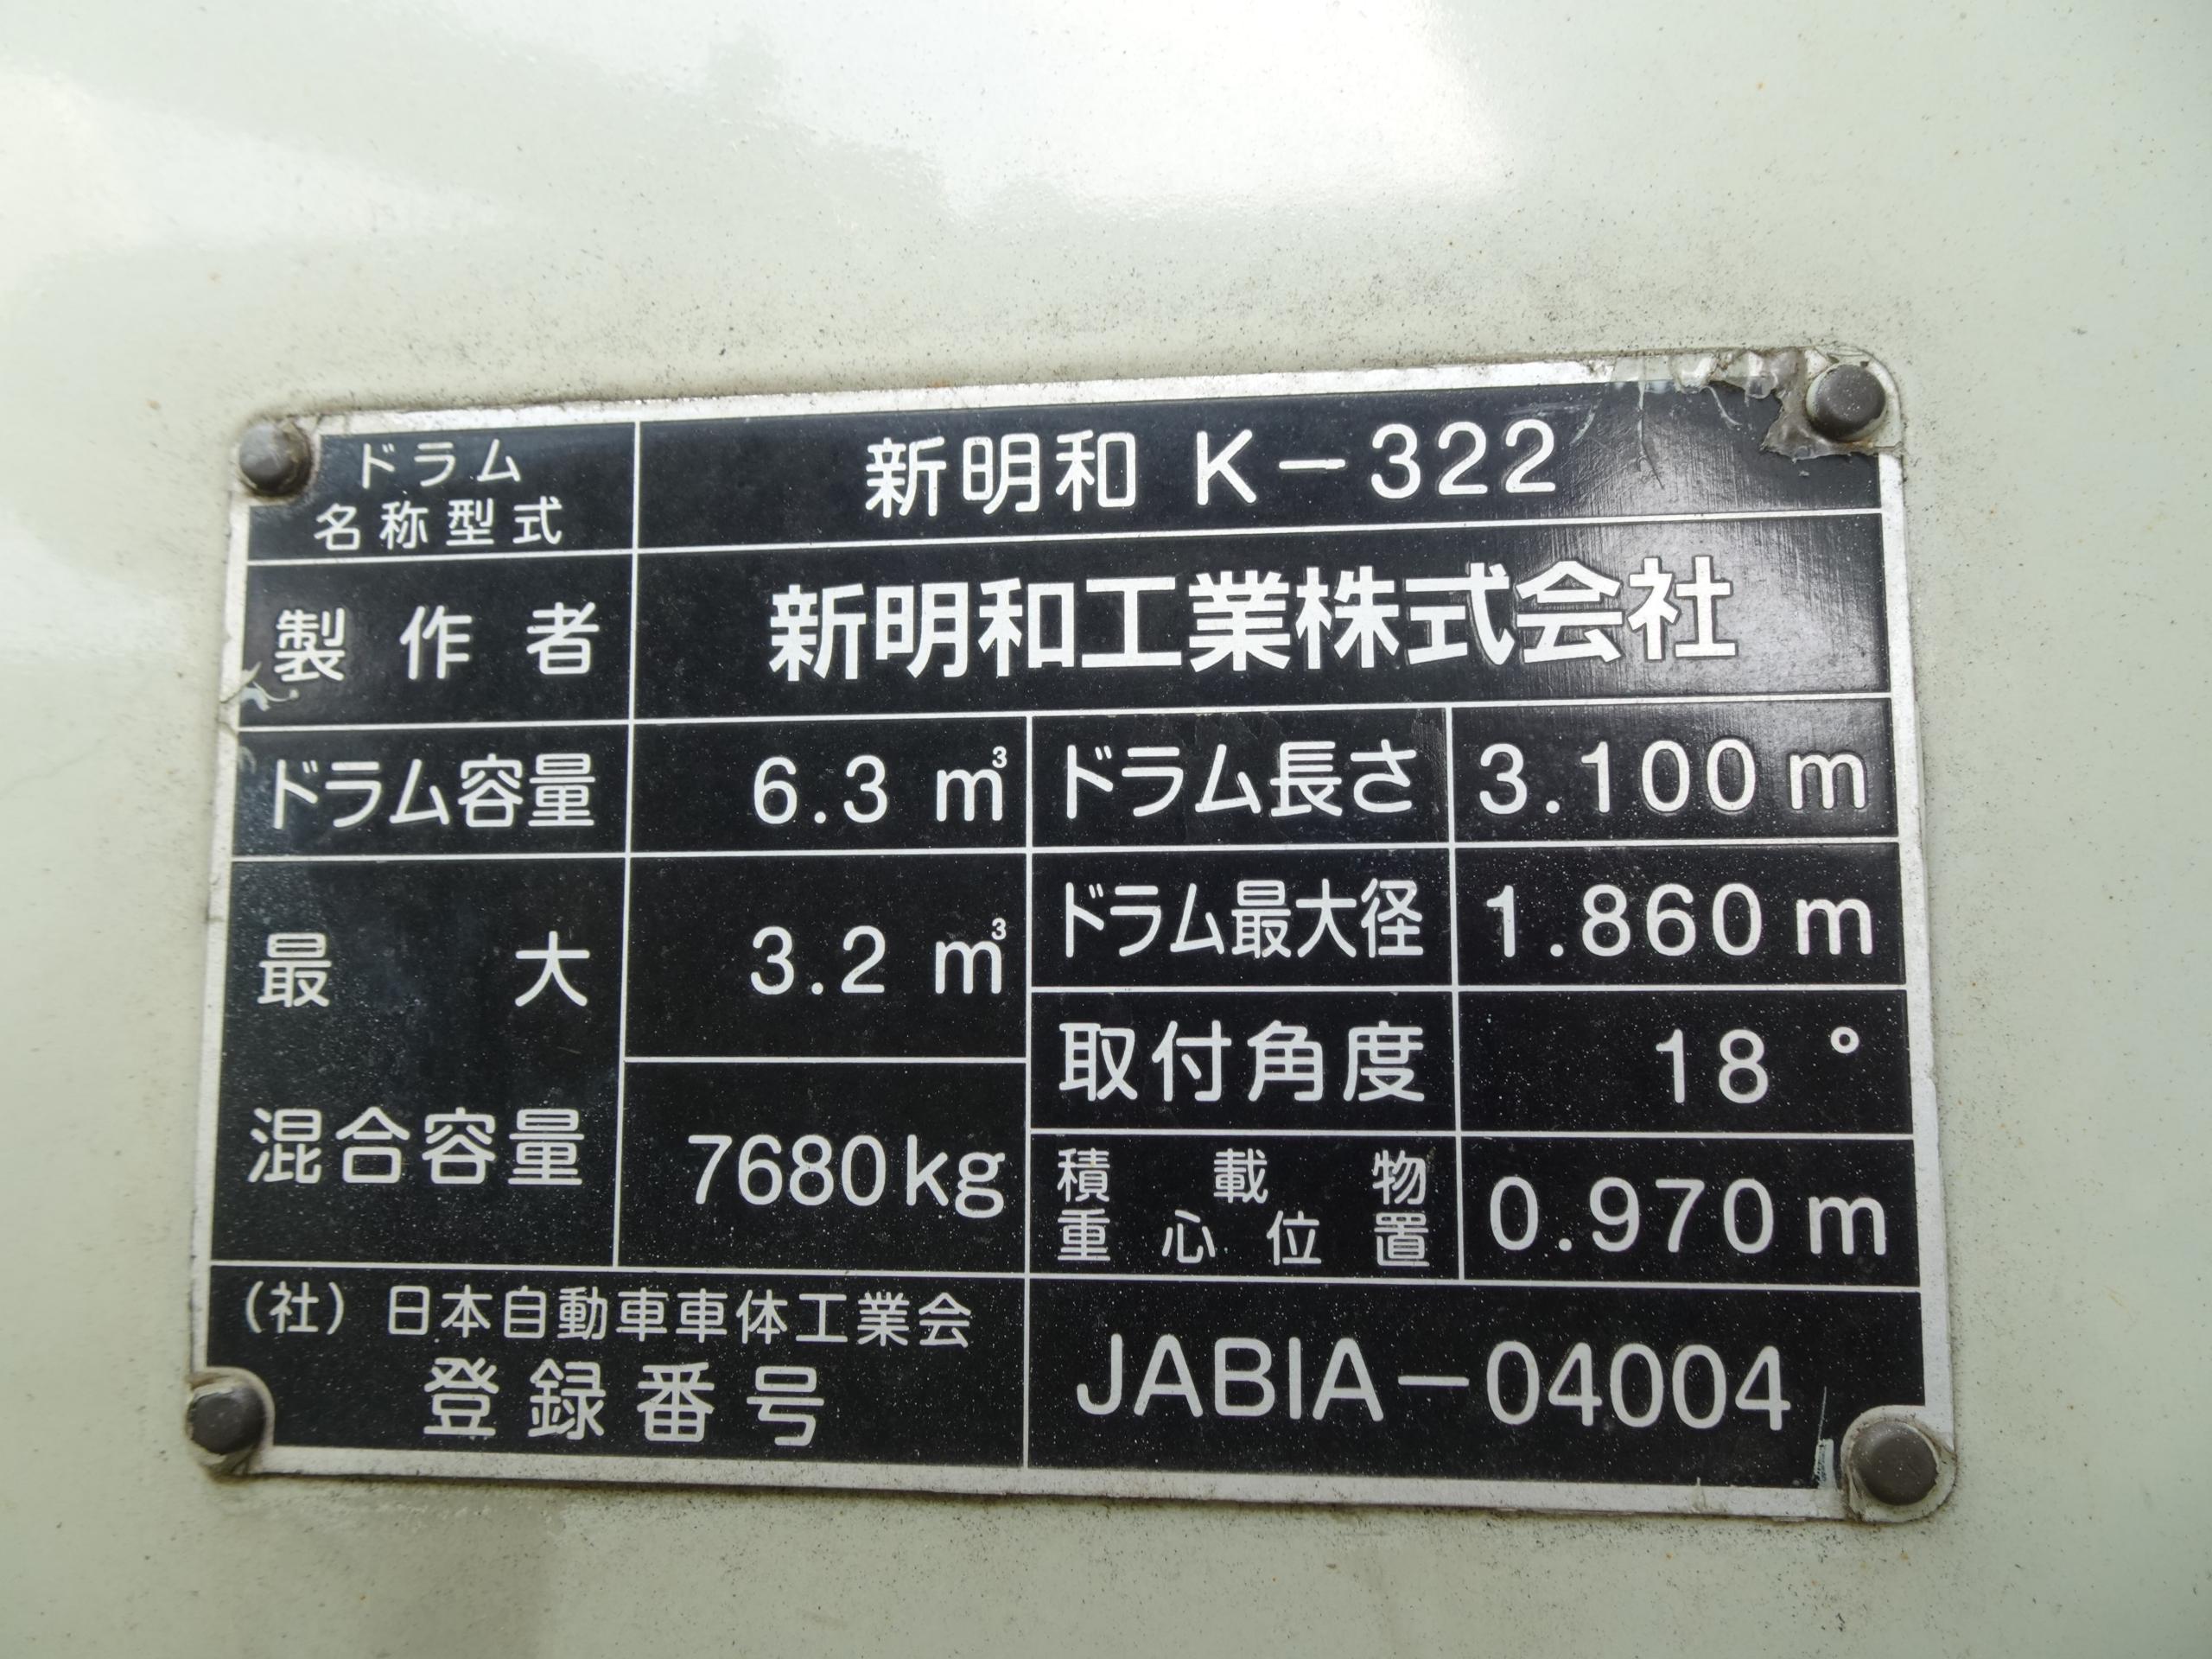 ドラム
名称型式
新明和 K-322
製作者
新明和工業株式会社
ドラム容量
6.3 m³
ドラム長さ
3.100 m
最大
混合容量
3.2 m³
7680kg
ドラム最大径
1.860 m
取付角度
18°
積載物
重心位置
0.970 m
(社) 日本自動車車体工業会
登録番号
JABIA-04004